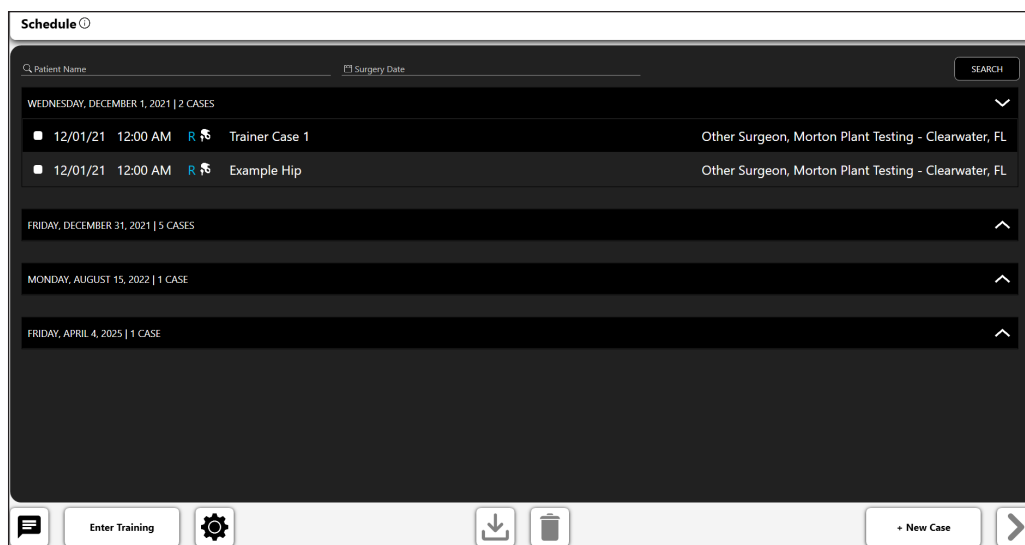 Schedule
Patient Name Surgery Date SEARCH
WEDNESDAY, DECEMBER 1, 2021 | 2 CASES
12/01/21 12:00 AM R Trainer Case 1 Other Surgeon, Morton Plant Testing - Clearwater, FL
12/01/21 12:00 AM R Example Hip Other Surgeon, Morton Plant Testing - Clearwater, FL
FRIDAY, DECEMBER 31, 2021 | 5 CASES
MONDAY, AUGUST 15, 2022 | 1 CASE
FRIDAY, APRIL 4, 2025 | 1 CASE
Enter Training + New Case